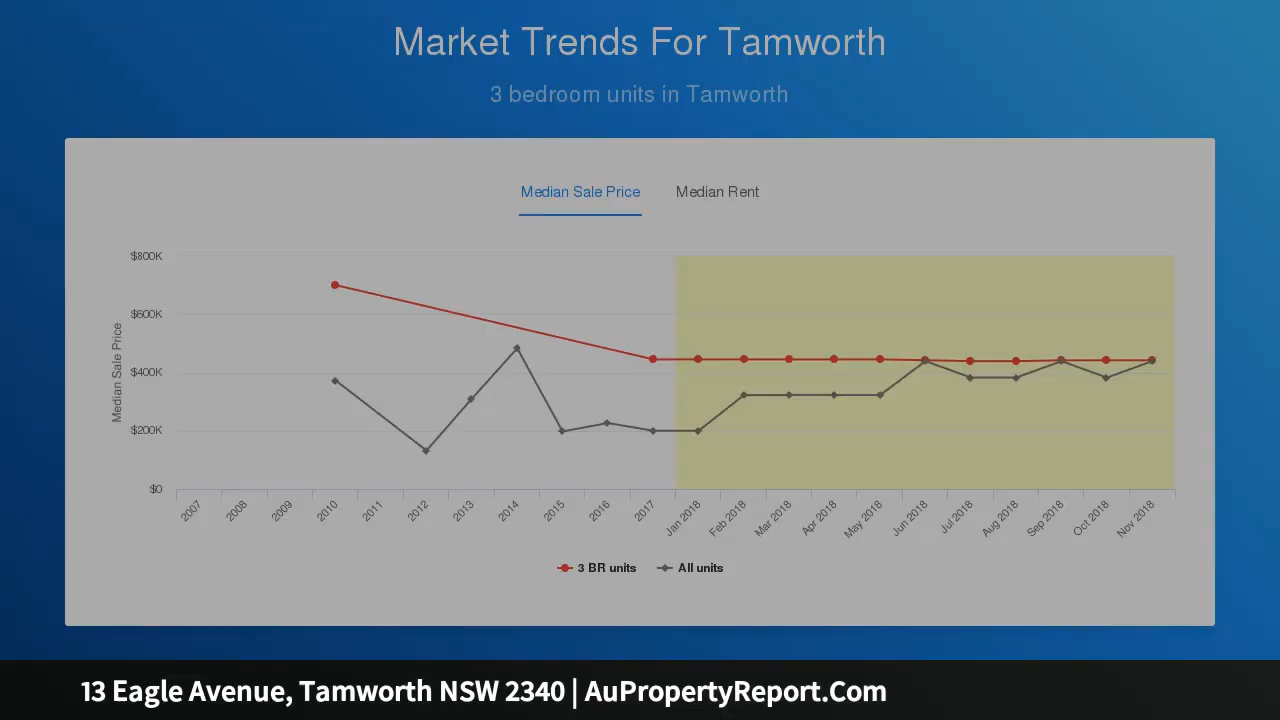 Market Trends For Tamworth
3 bedroom units in Tamworth
Median Sale Price
Median Rent
$800K
$600K
$400K
$200K
$0
Median Sale Price
2007
2008
2009
2010
2011
2012
2013
2014
2015
2016
2017
Jan 2018
Feb 2018
Mar 2018
Apr 2018
May 2018
Jun 2018
Jul 2018
Aug 2018
Sep 2018
Oct 2018
Nov 2018
3 BR units
All units
13 Eagle Avenue, Tamworth NSW 2340 | AuPropertyReport.Com